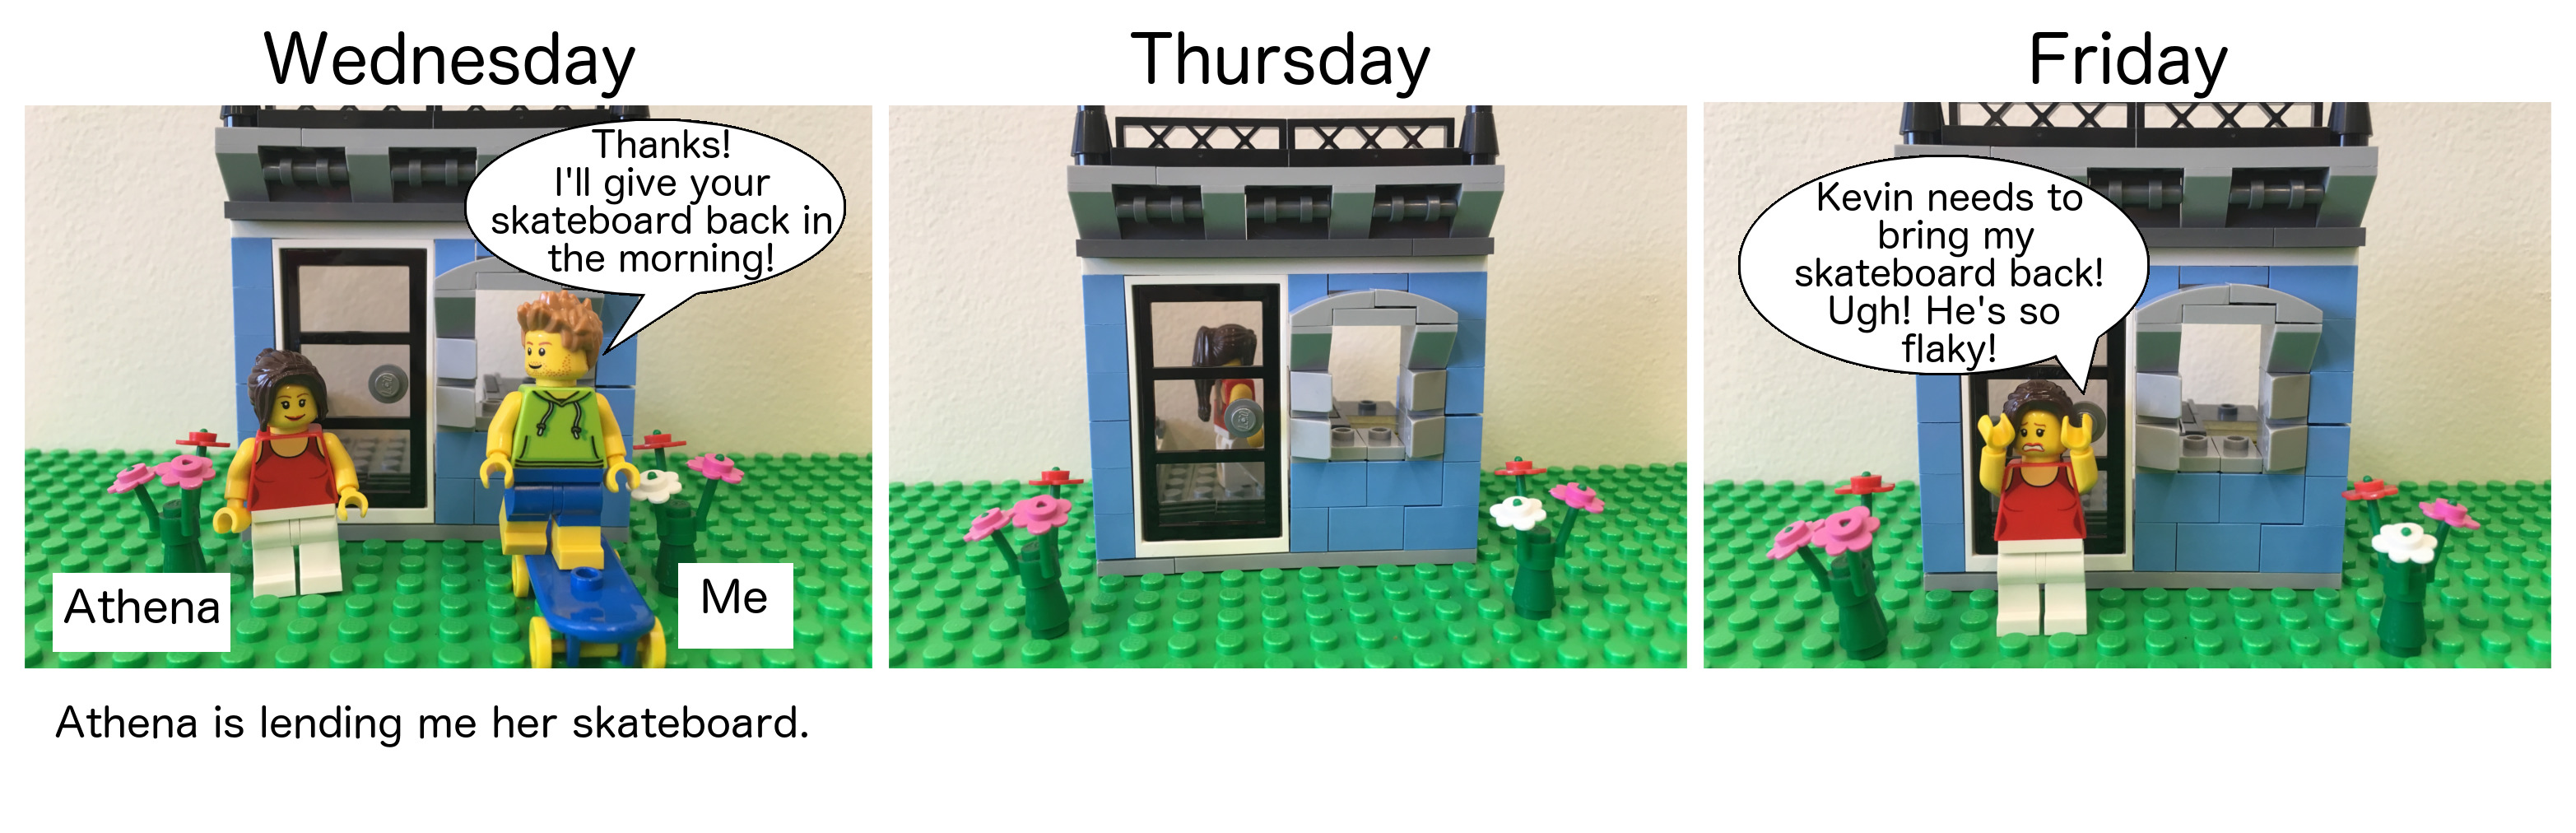 Wednesday
Thanks!
I'll give your
skateboard back in
the morning!
Athena
Me
Athena is lending me her skateboard.
Thursday
Friday
Kevin needs to
bring my
skateboard back!
Ugh! He's so
flaky!